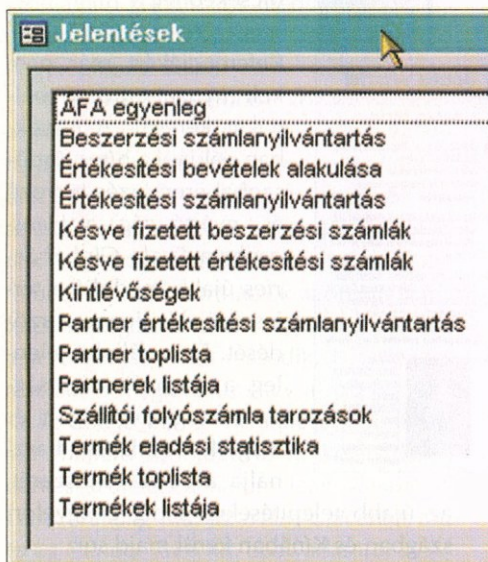 Jelentések
ÁFA egyenleg
Beszerzési számlanyilvántartás
Értékesítési bevételek alakulása
Értékesítési számlanyilvántartás
Késve fizetett beszerzési számlák
Késve fizetett értékesítési számlák
Kintlévőségek
Partner értékesítési számlanyilvántartás
Partner toplista
Partnerek listája
Szállítói folyószámla tarozások
Termék eladási statisztika
Termék toplista
Termékek listája